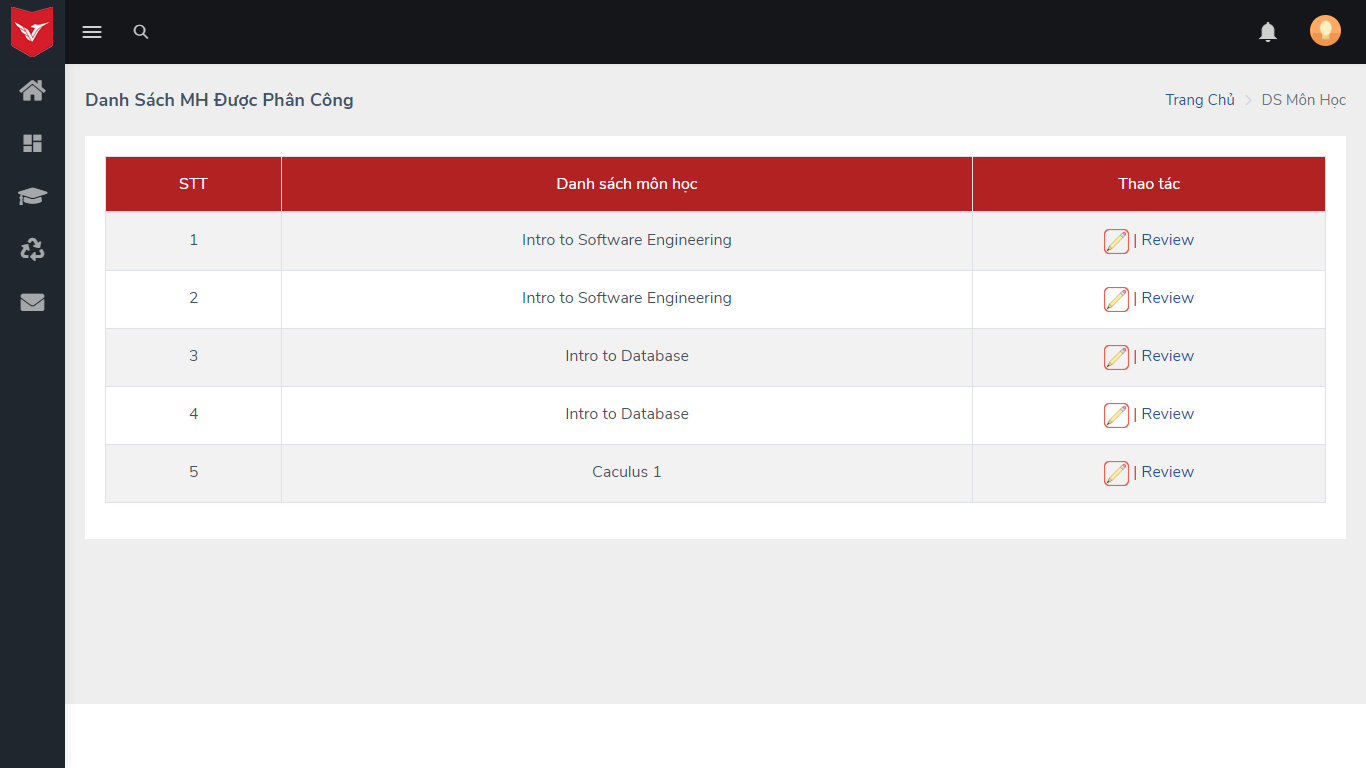 Danh Sách MH Được Phân Công
Trang Chủ > DS Môn Học
STT Danh sách môn học Thao tác
1 Intro to Software Engineering | Review
2 Intro to Software Engineering | Review
3 Intro to Database | Review
4 Intro to Database | Review
5 Caculus 1 | Review